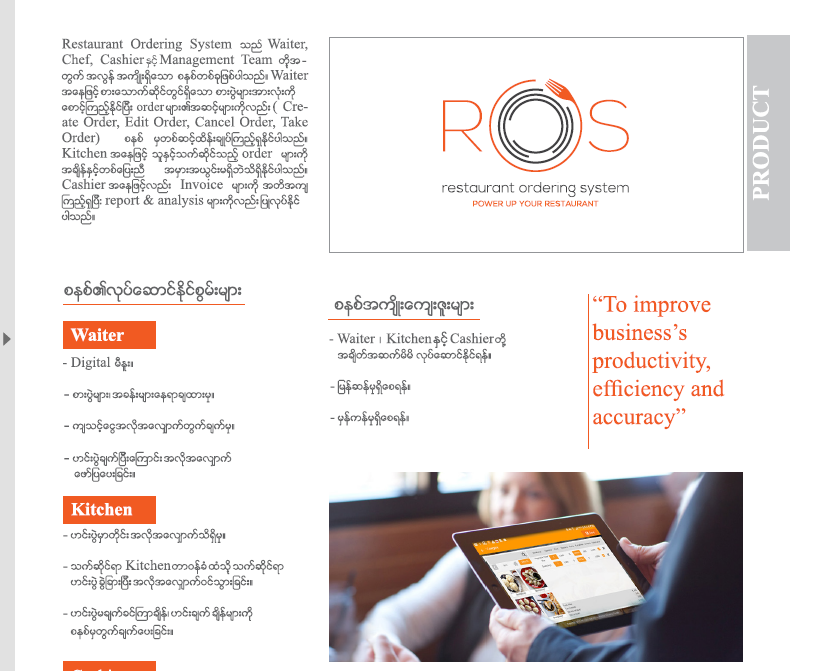 Restaurant Ordering System သည် Waiter,
Chef, Cashier နှင့် Management Team တို့အ-
တွက် အလွန် အကျိုးရှိသော စနစ်တစ်ခုဖြစ်ပါသည်။ Waiter
အနေဖြင့် စားသောက်ဆိုင်တွင်ရှိသော စားပွဲများအားလုံးကို
စောင့်ကြည့်နိုင်ပြီး order များ၏အဆင့်များကိုလည်း ( Cre-
ate Order, Edit Order, Cancel Order, Take
Order) စနစ် မှတစ်ဆင့်ထိန်းချုပ်ကြည့်ရှုနိုင်ပါသည်။
Kitchen အနေဖြင့် သူနှင့်သက်ဆိုင်သည့် order များကို
အချိန်နှင့်တစ်ပြေးညီ အမှားအယွင်းမရှိဘဲသိရှိနိုင်ပါသည်။
Cashier အနေဖြင့်လည်း Invoice များကို အတိအကျ
ကြည့်ရှုပြီး report & analysis များကိုလည်းပြုလုပ်နိုင်
ပါသည်။
ROS
restaurant ordering system
POWER UP YOUR RESTAURANT
PRODUCT
စနစ်၏လုပ်ဆောင်နိုင်စွမ်းများ
Waiter
- Digital မီနူး။
- စားပွဲများ၊အခန်းများနေရာချထားမှု။
- ကျသင့်ငွေအလိုအလျောက်တွက်ချက်မှု။
- ဟင်းပွဲချက်ပြီးကြောင်းအလိုအလျောက်
ဖော်ပြပေးခြင်း။
Kitchen
- ဟင်းပွဲမှာတိုင်းအလိုအလျောက်သိရှိမှု။
- သက်ဆိုင်ရာ Kitchen တာဝန်ခံထံသို့သက်ဆိုင်ရာ
ဟင်းပွဲခွဲခြားပြီးအလိုအလျောက်ဝင်သွားခြင်း။
- ဟင်းပွဲမချက်ခင်ကြာချိန်၊ ဟင်းချက်ချိန်များကို
စနစ်မှတွက်ချက်ပေးခြင်း။
စနစ်အကျိုးကျေးဇူးများ
- Waiter ၊ Kitchen နှင့် Cashier တို့
အချိတ်အဆက်မိမိ လုပ်ဆောင်နိုင်ရန်။
- မြန်ဆန်မှုရှိစေရန်။
- မှန်ကန်မှုရှိစေရန်။
“To improve
business’s
productivity,
efficiency and
accuracy”